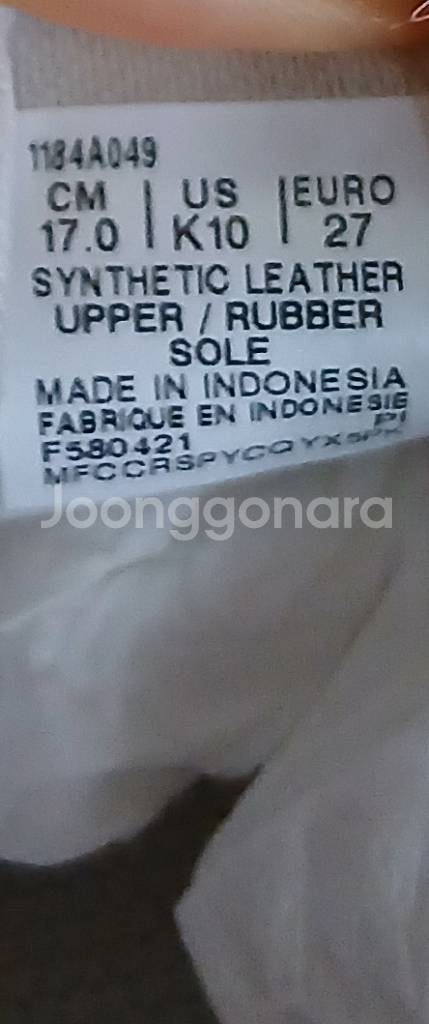 1184A049
CM | US | EURO
17.0 | K10 | 27
SYNTHETIC LEATHER
UPPER / RUBBER
SOLE
MADE IN INDONESIA
FABRIQUE EN INDONESIE
F580421 PI
Joonggonara